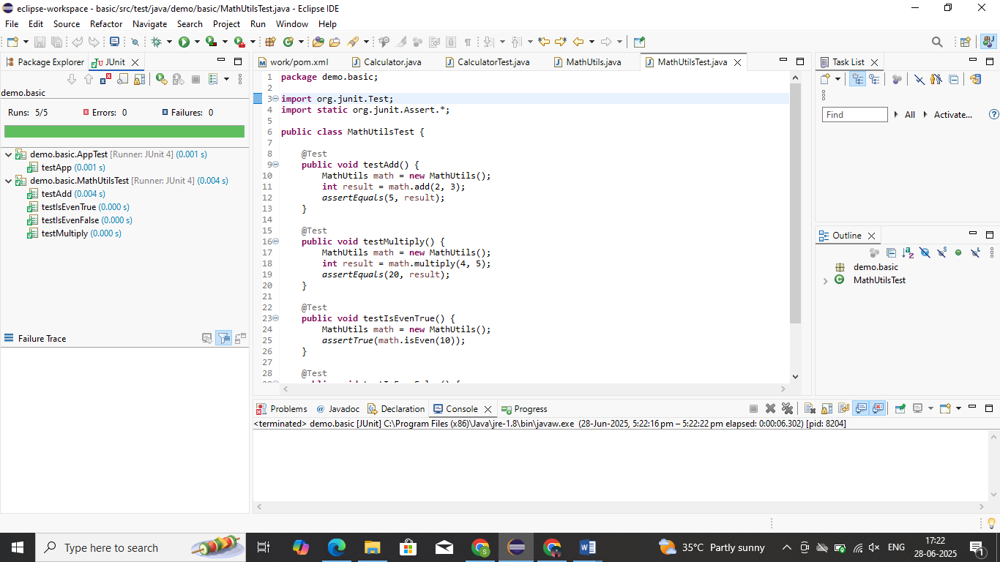 eclipse-workspace - basic/src/test/java/demo/basic/MathUtilsTest.java - Eclipse IDE
File Edit Source Refactor Navigate Search Project Run Window Help
Package Explorer JUnit
demo.basic
Runs: 5/5 Errors: 0 Failures: 0
demo.basic.AppTest [Runner: JUnit 4] (0.001 s)
testApp (0.001 s)
demo.basic.MathUtilsTest [Runner: JUnit 4] (0.004 s)
testAdd (0.004 s)
testIsEvenTrue (0.000 s)
testIsEvenFalse (0.000 s)
testMultiply (0.000 s)
Failure Trace
work/pom.xml Calculator.java CalculatorTest.java MathUtils.java MathUtilsTest.java
1 package demo.basic;
2
3 import org.junit.Test;
4 import static org.junit.Assert.*;
5
6 public class MathUtilsTest {
7
8 @Test
9 public void testAdd() {
10 MathUtils math = new MathUtils();
11 int result = math.add(2, 3);
12 assertEquals(5, result);
13 }
14
15 @Test
16 public void testMultiply() {
17 MathUtils math = new MathUtils();
18 int result = math.multiply(4, 5);
19 assertEquals(20, result);
20 }
21
22 @Test
23 public void testIsEvenTrue() {
24 MathUtils math = new MathUtils();
25 assertTrue(math.isEven(10));
26 }
27
28 @Test
Task List
Find All Activate...
Outline
demo.basic
MathUtilsTest
Problems Javadoc Declaration Console Progress
<terminated> demo.basic [JUnit] C:\Program Files (x86)\Java\jre-1.8\bin\javaw.exe (28-Jun-2025, 5:22:16 pm – 5:22:22 pm elapsed: 0:00:06.302) [pid: 8204]
Type here to search
35°C Partly sunny
ENG
17:22
28-06-2025
1